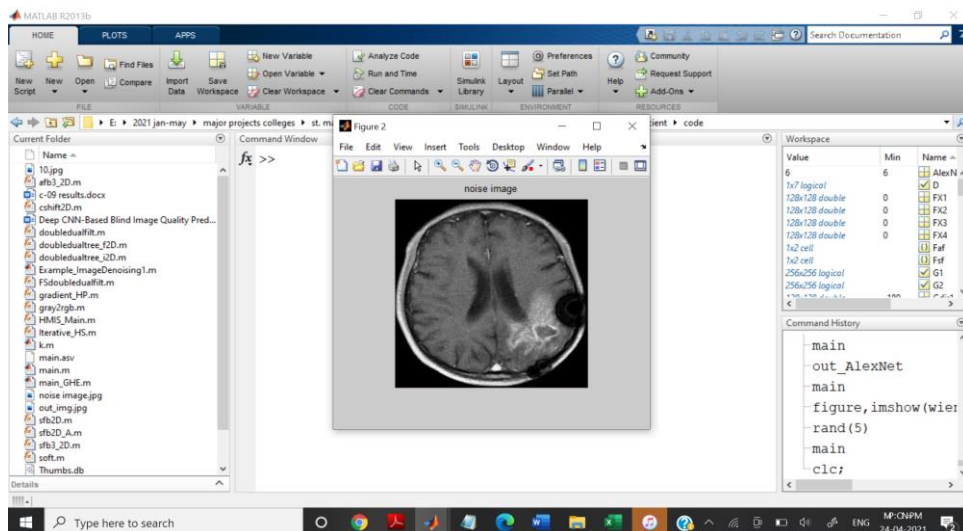 MATLAB R2013b
HOME PLOTS APPS
Search Documentation
New Script
New
Open
Find Files
Compare
Import Data
Save Workspace
New Variable
Open Variable
Clear Workspace
Analyze Code
Run and Time
Clear Commands
Simulink Library
Layout
Preferences
Set Path
Parallel
Help
Community
Request Support
Add-Ons
FILE VARIABLE CODE SIMULINK ENVIRONMENT RESOURCES
E: 2021 jan-may major projects colleges st. code
Current Folder
Name
10.jpg
afb3_2D.m
c-09 results.docx
cshift2D.m
Deep CNN-Based Blind Image Quality Pred...
doubledualfilt.m
doubledualtree_f2D.m
doubledualtree_i2D.m
Example_ImageDenoising1.m
FSdoubledualfilt.m
gradient_HP.m
gray2rgb.m
HMIS_Main.m
Iterative_HS.m
k.m
main.asv
main.m
main_GHE.m
noise image.jpg
out_img.jpg
sfb2D.m
sfb2D_A.m
sfb3_2D.m
soft.m
Thumbs.db
Details
Command Window
fx >>
Figure 2
File Edit View Insert Tools Desktop Window Help
noise image
Workspace
Value Min Name
6 6 AlexN
1x7 logical D
128x128 double 0 FX1
128x128 double 0 FX2
128x128 double 0 FX3
128x128 double 0 FX4
1x2 cell Faf
1x2 cell Fsf
256x256 logical G1
256x256 logical G2
Command History
main
out_AlexNet
main
figure,imshow(wien
rand(5)
main
clc;
Type here to search
ENG
24-04-2021